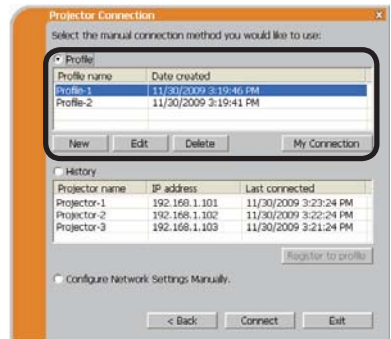 Projector Connection x
Select the manual connection method you would like to use:
Profile
Profile name Date created
Profile-1 11/30/2009 3:19:46 PM
Profile-2 11/30/2009 3:19:41 PM
New Edit Delete My Connection
History
Projector name IP address Last connected
Projector-1 192.168.1.101 11/30/2009 3:23:24 PM
Projector-2 192.168.1.102 11/30/2009 3:22:24 PM
Projector-3 192.168.1.103 11/30/2009 3:21:24 PM
Register to profile
Configure Network Settings Manually.
< Back Connect Exit